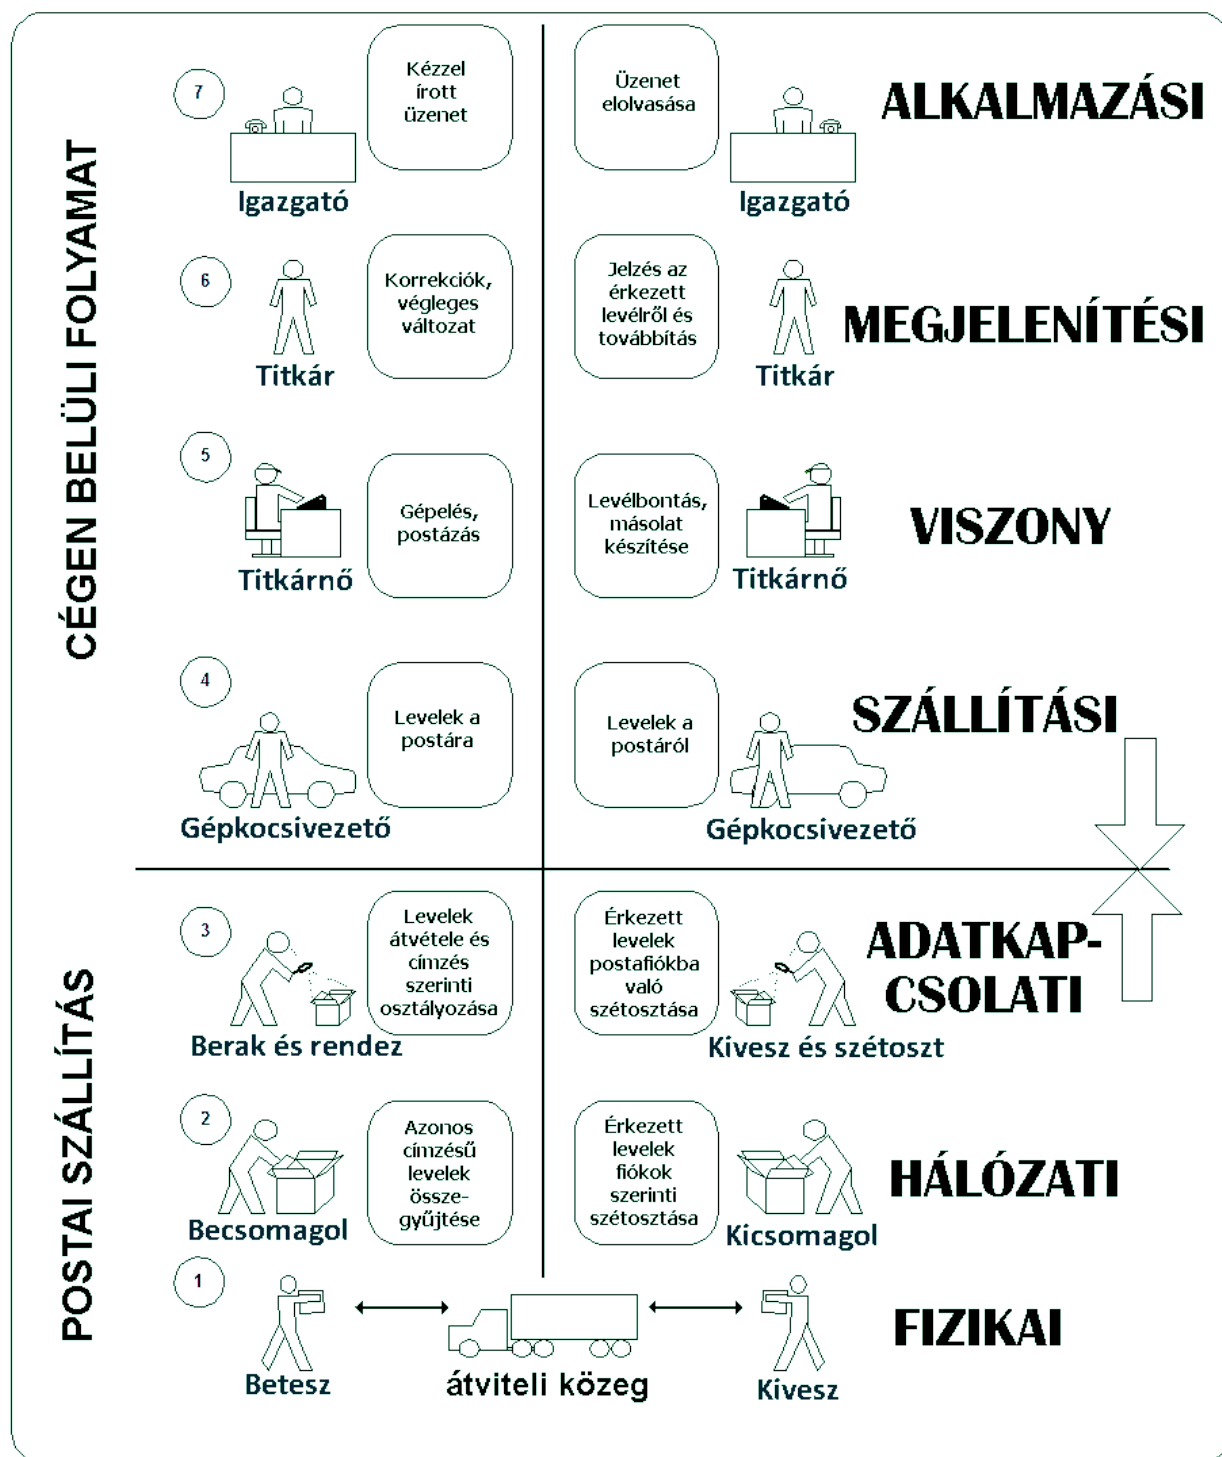 CÉGEN BELÜLI FOLYAMAT
7
Kézzel
írott
üzenet
Igazgató
Üzenet
elolvasása
Igazgató
ALKALMAZÁSI
6
Korrekciók,
végleges
változat
Titkár
Jelzés az
érkezett
levélről és
továbbítás
Titkár
MEGJELENÍTÉSI
5
Gépelés,
postázás
Titkárnő
Levélbontás,
másolat
készítése
Titkárnő
VISZONY
4
Levelek a
postára
Gépkocsivezető
Levelek a
postáról
Gépkocsivezető
SZÁLLÍTÁSI
POSTAI SZÁLLÍTÁS
3
Levelek
átvétele és
címzés
szerinti
osztályozása
Berak és rendez
Érkezett
levelek
postafiókba
való
szétosztása
Kivesz és szétoszt
ADATKAP-
CSOLATI
2
Azonos
címzésű
levelek
össze-
gyűjtése
Becsomagol
Érkezett
levelek
fiókok
szerinti
szétosztása
Kicsomagol
HÁLÓZATI
1
Betesz
átviteli közeg
Kivesz
FIZIKAI